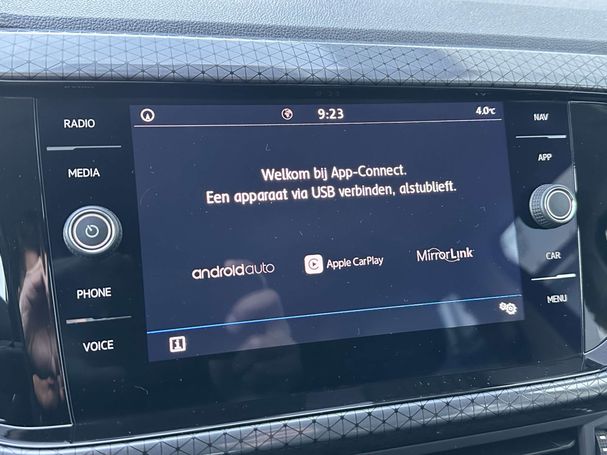 RADIO
MEDIA
PHONE
VOICE
9:23
4.0°C
Welkom bij App-Connect.
Een apparaat via USB verbinden, alstublieft.
androidauto
Apple CarPlay
MirrorLink
NAV
APP
CAR
MENU